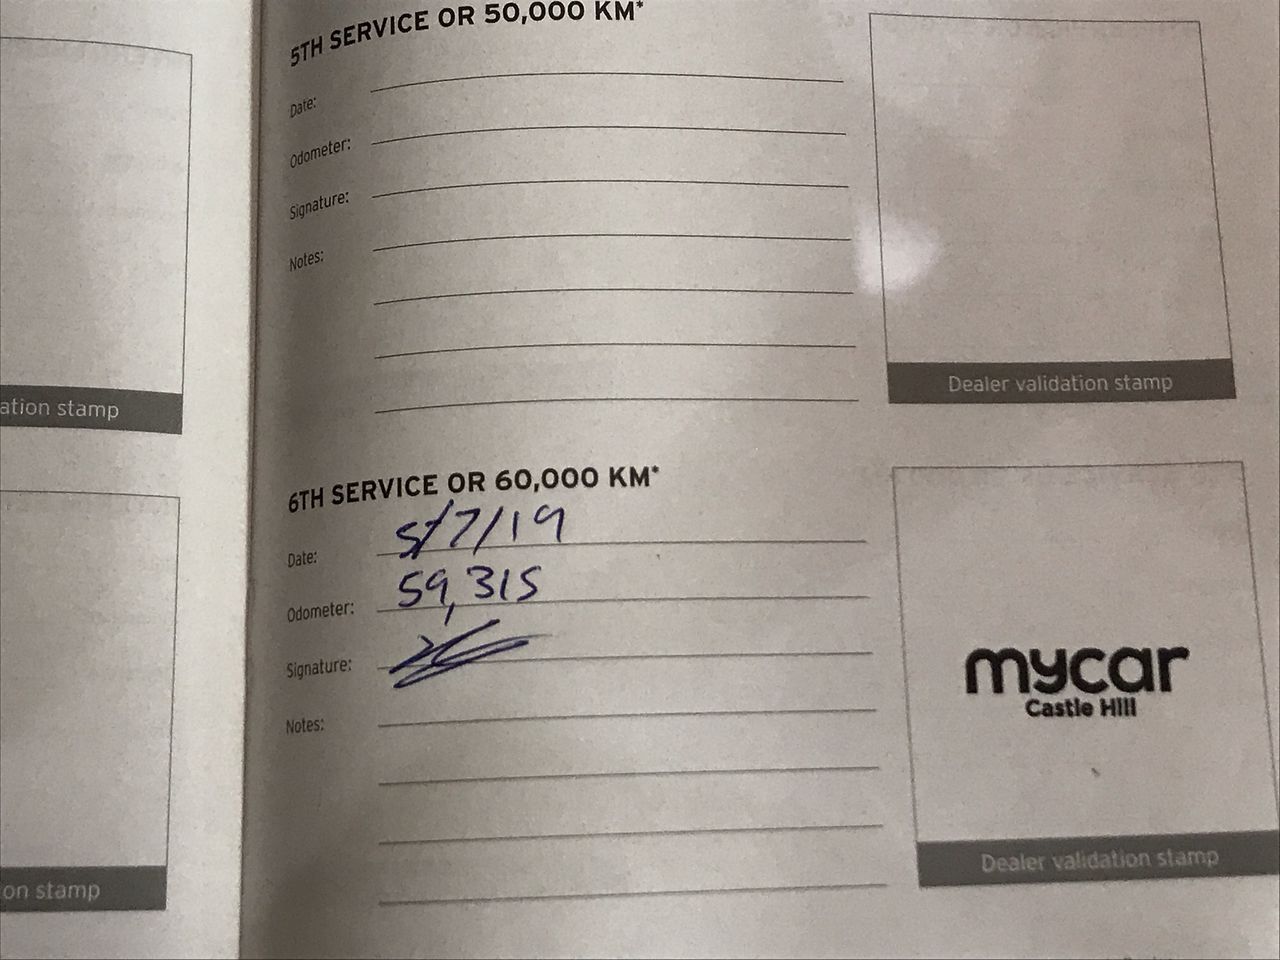 5TH SERVICE OR 50,000 KM*
Date:
Odometer:
Signature:
Notes:
Dealer validation stamp
ation stamp
6TH SERVICE OR 60,000 KM*
Date: 5/7/19
Odometer: 59,315
Signature:
Notes:
mycar
Castle Hill
Dealer validation stamp
on stamp